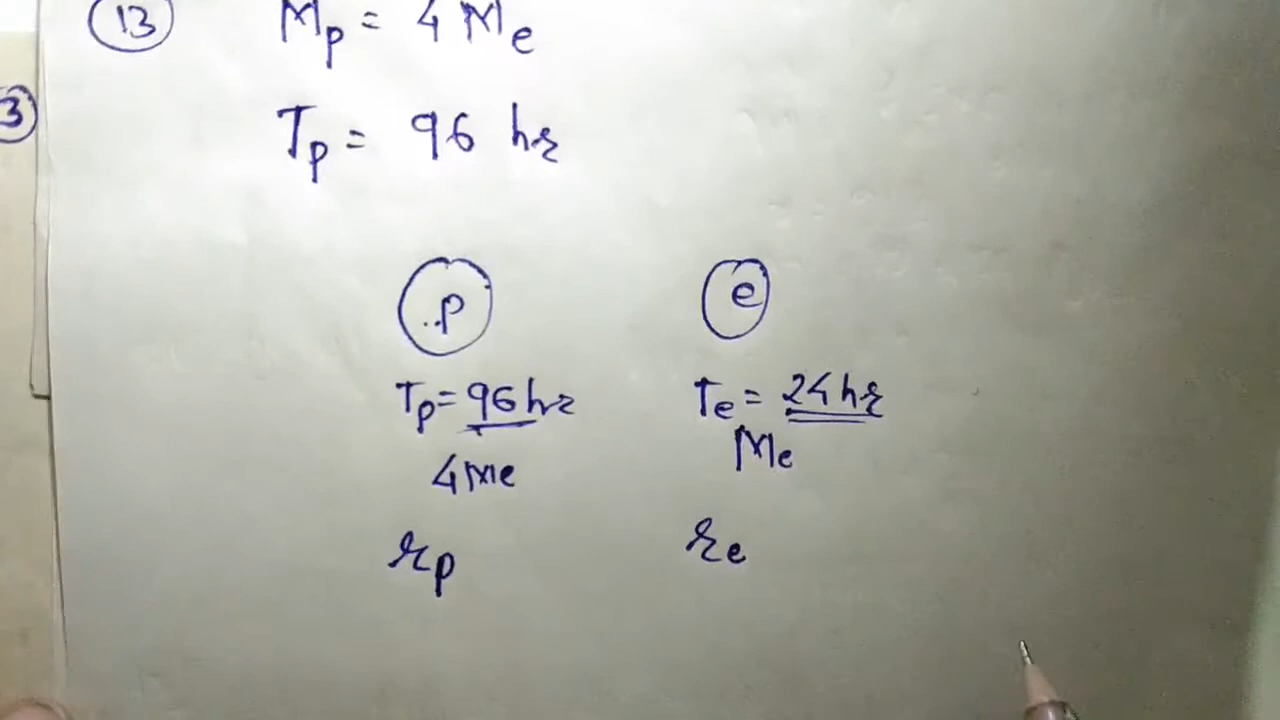 13 Mp = 4 Me
3
Tp = 96 hr
p e
Tp = 96 hr Te = 24 hr
4Me Me
rp re